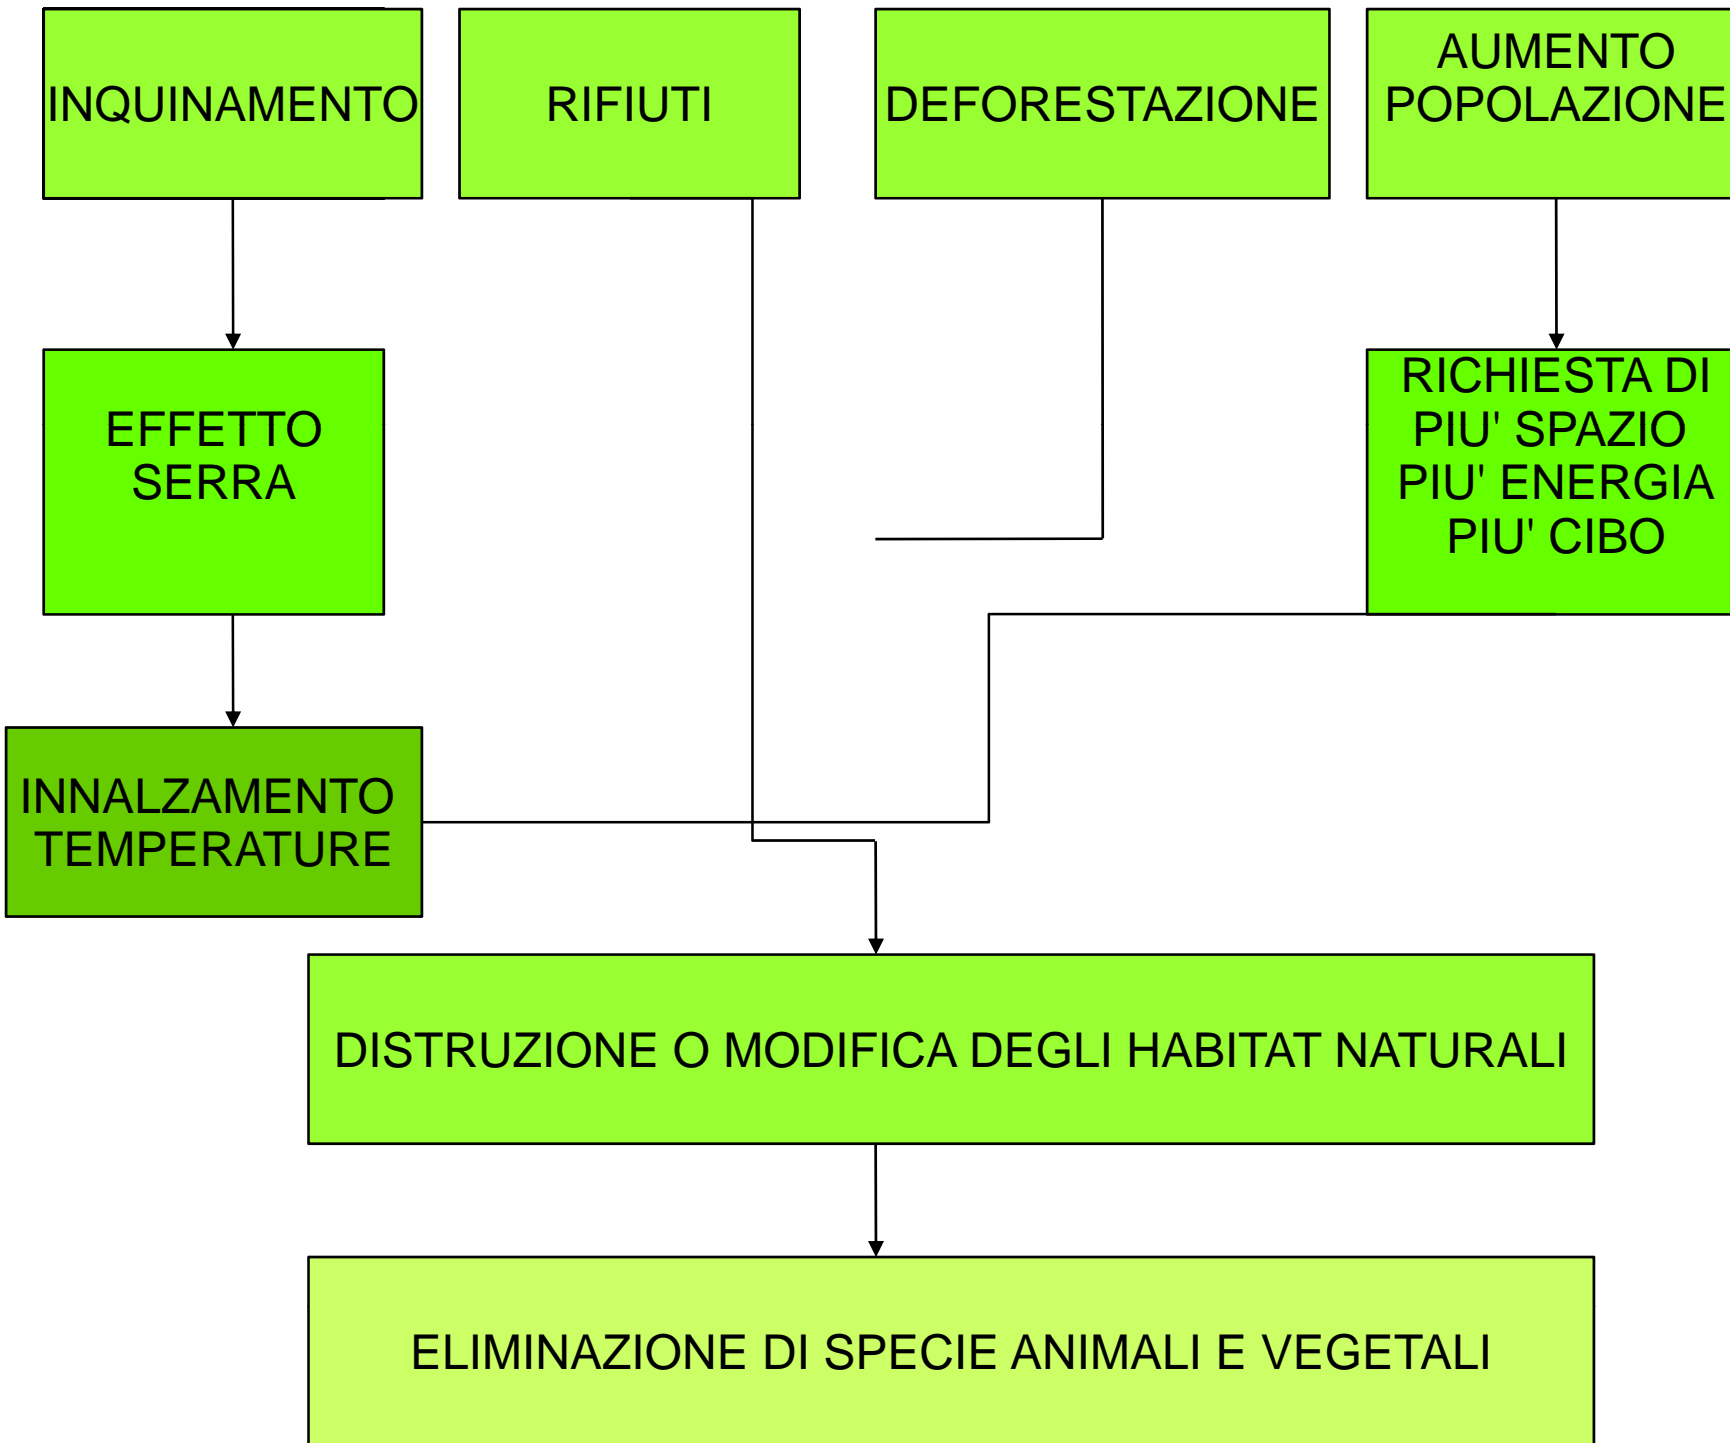 INQUINAMENTO
RIFIUTI
DEFORESTAZIONE
AUMENTO
POPOLAZIONE
EFFETTO
SERRA
RICHIESTA DI
PIU' SPAZIO
PIU' ENERGIA
PIU' CIBO
INNALZAMENTO
TEMPERATURE
DISTRUZIONE O MODIFICA DEGLI HABITAT NATURALI
ELIMINAZIONE DI SPECIE ANIMALI E VEGETALI